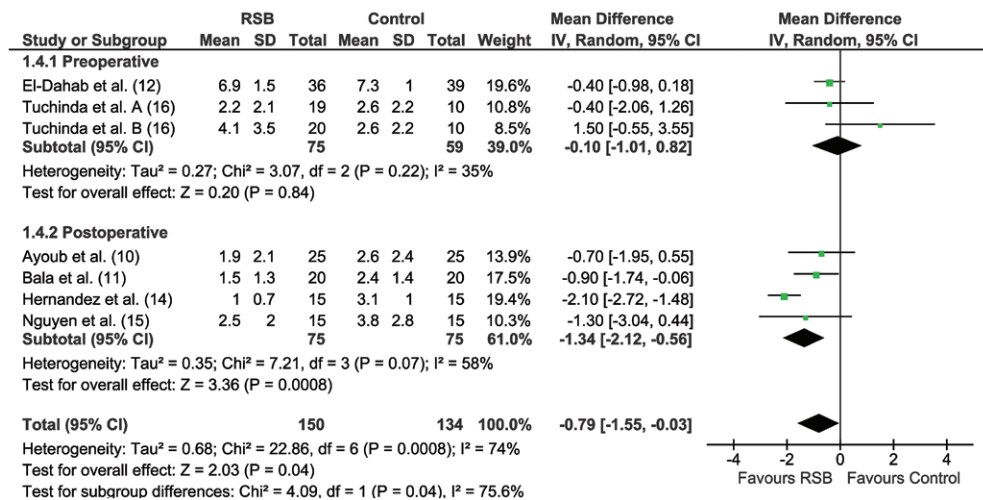 RSB Control Mean Difference Mean Difference
Study or Subgroup Mean SD Total Mean SD Total Weight IV, Random, 95% CI IV, Random, 95% CI
1.4.1 Preoperative
El-Dahab et al. (12) 6.9 1.5 36 7.3 1 39 19.6% -0.40 [-0.98, 0.18]
Tuchinda et al. A (16) 2.2 2.1 19 2.6 2.2 10 10.8% -0.40 [-2.06, 1.26]
Tuchinda et al. B (16) 4.1 3.5 20 2.6 2.2 10 8.5% 1.50 [-0.55, 3.55]
Subtotal (95% CI) 75 59 39.0% -0.10 [-1.01, 0.82]
Heterogeneity: Tau² = 0.27; Chi² = 3.07, df = 2 (P = 0.22); I² = 35%
Test for overall effect: Z = 0.20 (P = 0.84)
1.4.2 Postoperative
Ayoub et al. (10) 1.9 2.1 25 2.6 2.4 25 13.9% -0.70 [-1.95, 0.55]
Bala et al. (11) 1.5 1.3 20 2.4 1.4 20 17.5% -0.90 [-1.74, -0.06]
Hernandez et al. (14) 1 0.7 15 3.1 1 15 19.4% -2.10 [-2.72, -1.48]
Nguyen et al. (15) 2.5 2 15 3.8 2.8 15 10.3% -1.30 [-3.04, 0.44]
Subtotal (95% CI) 75 75 61.0% -1.34 [-2.12, -0.56]
Heterogeneity: Tau² = 0.35; Chi² = 7.21, df = 3 (P = 0.07); I² = 58%
Test for overall effect: Z = 3.36 (P = 0.0008)
Total (95% CI) 150 134 100.0% -0.79 [-1.55, -0.03]
Heterogeneity: Tau² = 0.68; Chi² = 22.86, df = 6 (P = 0.0008); I² = 74%
Test for overall effect: Z = 2.03 (P = 0.04)
Test for subgroup differences: Chi² = 4.09, df = 1 (P = 0.04), I² = 75.6%
-4 -2 0 2 4
Favours RSB Favours Control